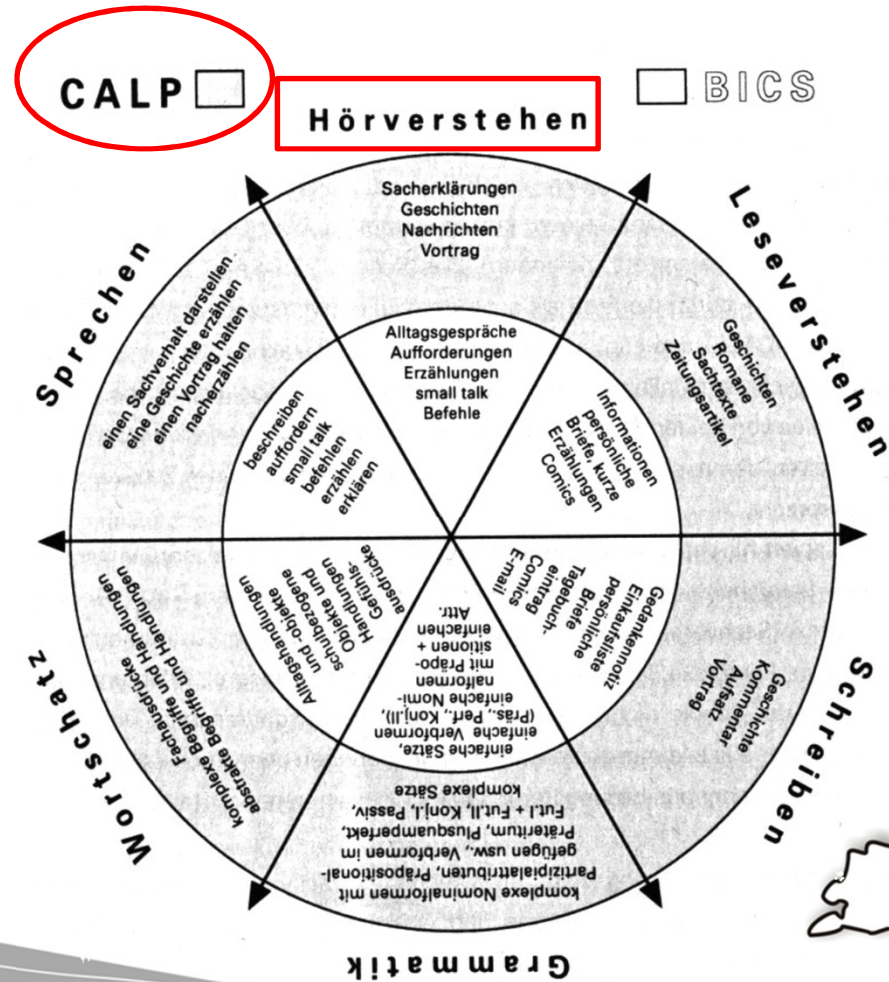 CALP
BICS
Hörverstehen
Sacherklärungen
Geschichten
Nachrichten
Vortrag
Alltagsgespräche
Aufforderungen
Erzählungen
small talk
Befehle
Leseverstehen
Geschichten
Romane
Sachtexte
Zeitungsartikel
Informationen
persönliche
Briefe, kurze
Erzählungen
Comics
Schreiben
Geschichte
Kommentar
Aufsatz
Vortrag
Gedankennotiz
Einkaufsliste
persönliche
Briefe
Tagebuch-
eintrag
Comics
E-mail
Grammatik
komplexe Nominalformen mit
Partizipialattributen, Präpositional-
gefügen usw., Verbformen im
Präteritum, Plusquamperfekt,
Fut.I + Fut.II, Konj.I, Passiv,
komplexe Sätze
einfache Sätze,
einfache Verbformen
(Präs., Perf., Konj.II),
einfache Nomi-
nalformen
mit Präpo-
sitionen +
einfachen
Attr.
Wortschatz
abstrakte Begriffe und Handlungen
komplexe Begriffe und Handlungen
Fachausdrücke
Alltagshandlungen
und -objekte
schulbezogene
Objekte und
Handlungen
Gefühls-
ausdrücke
Sprechen
einen Sachverhalt darstellen
eine Geschichte erzählen
einen Vortrag halten
nacherzählen
beschreiben
auffordern
small talk
befehlen
erzählen
erklären